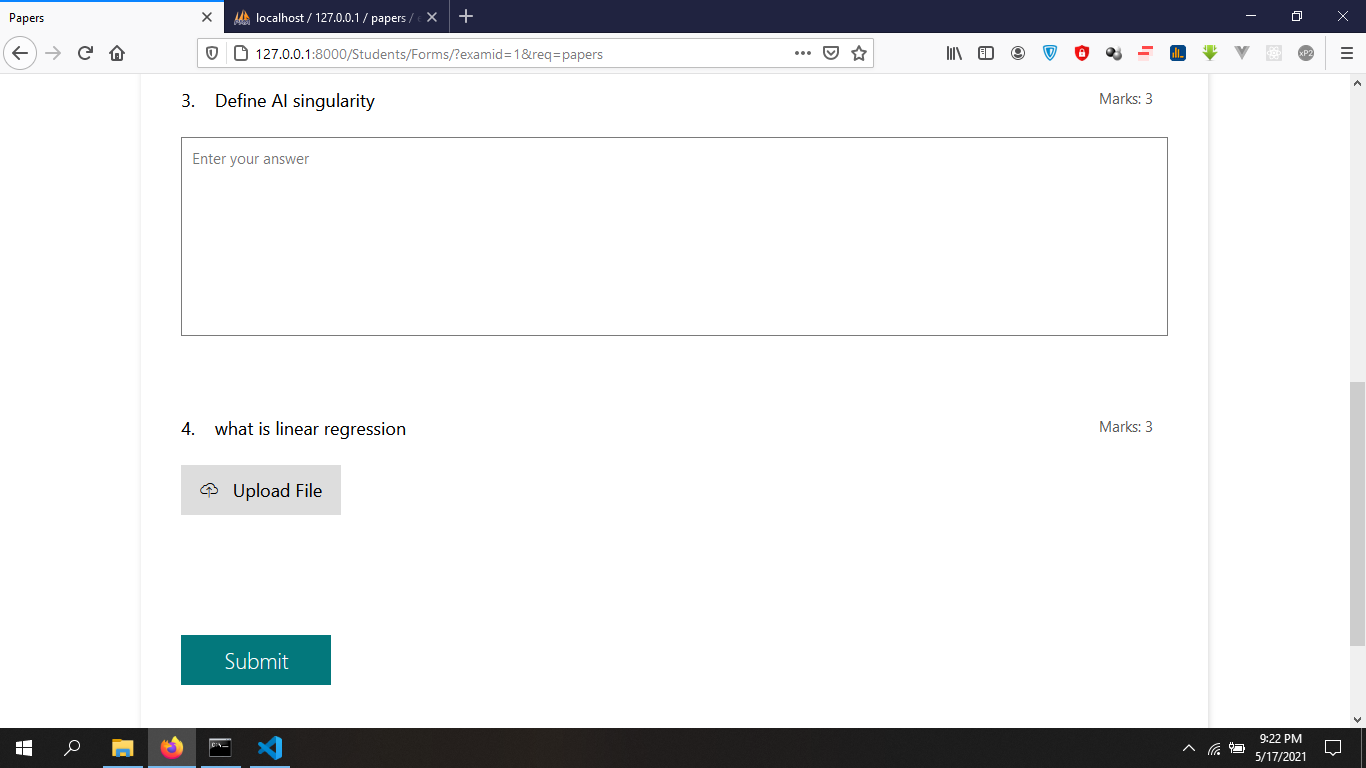 Papers
localhost / 127.0.0.1 / papers /
127.0.0.1:8000/Students/Forms/?examid=1&req=papers
xP2
3. Define AI singularity Marks: 3
Enter your answer
4. what is linear regression Marks: 3
Upload File
Submit
9:22 PM
5/17/2021